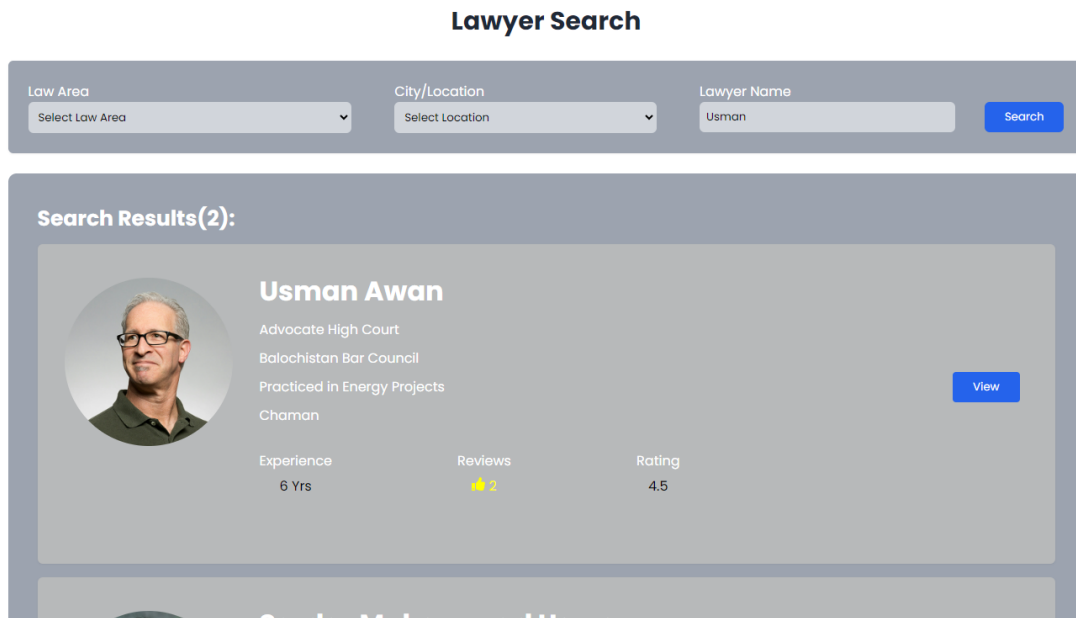 Lawyer Search
Law Area City/Location Lawyer Name
Select Law Area Select Location Usman Search
Search Results(2):
Usman Awan
Advocate High Court
Balochistan Bar Council
Practiced in Energy Projects
View
Chaman
Experience Reviews Rating
6 Yrs 2 4.5